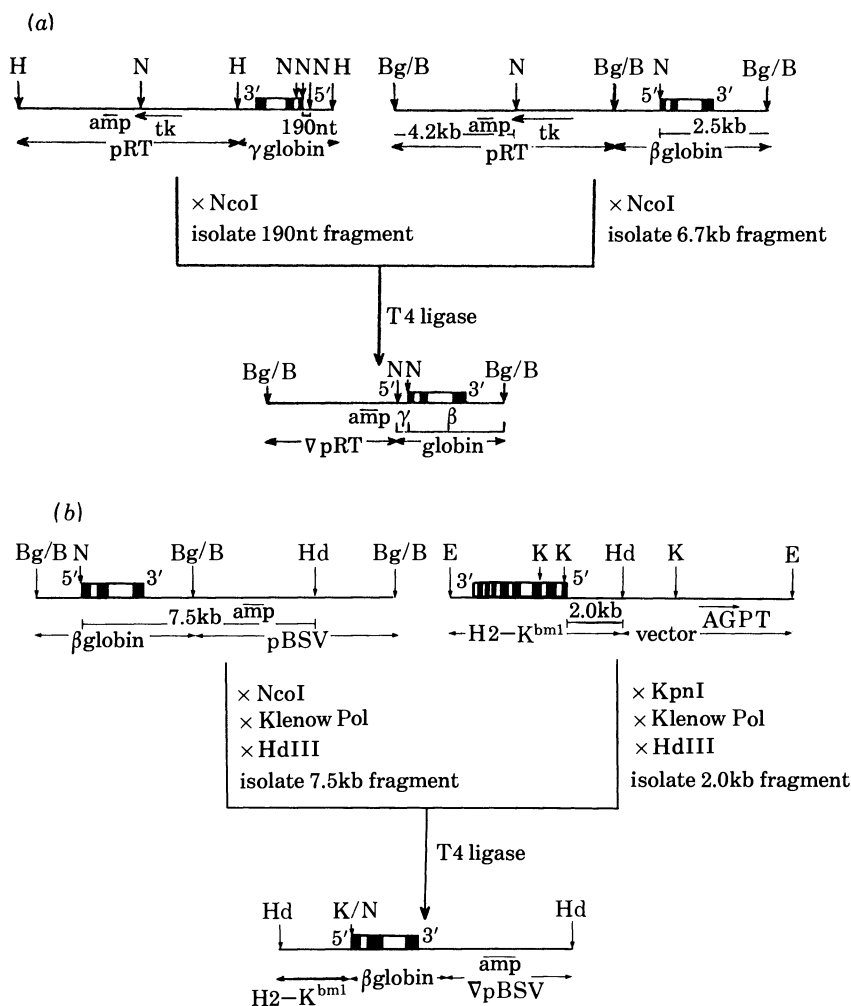 (a)
H N H NNN H Bg/B N Bg/B N Bg/B
3′ 5′ 5′ 3′
amp tk 190nt 4.2kb amp tk 2.5kb
pRT γ globin pRT β globin
× NcoI
isolate 190nt fragment
× NcoI
isolate 6.7kb fragment
T4 ligase
Bg/B NN Bg/B
5′ 3′
amp γ β
∇ pRT globin
(b)
Bg/B N Bg/B Hd Bg/B E K K Hd K E
5′ 3′ 3′ 5′
7.5kb amp 2.0kb AGPT
βglobin pBSV H2−K^bm1 vector
× NcoI
× Klenow Pol
× HdIII
isolate 7.5kb fragment
× KpnI
× Klenow Pol
× HdIII
isolate 2.0kb fragment
T4 ligase
Hd K/N Hd
5′ 3′
amp
H2−K^bm1 βglobin ∇pBSV